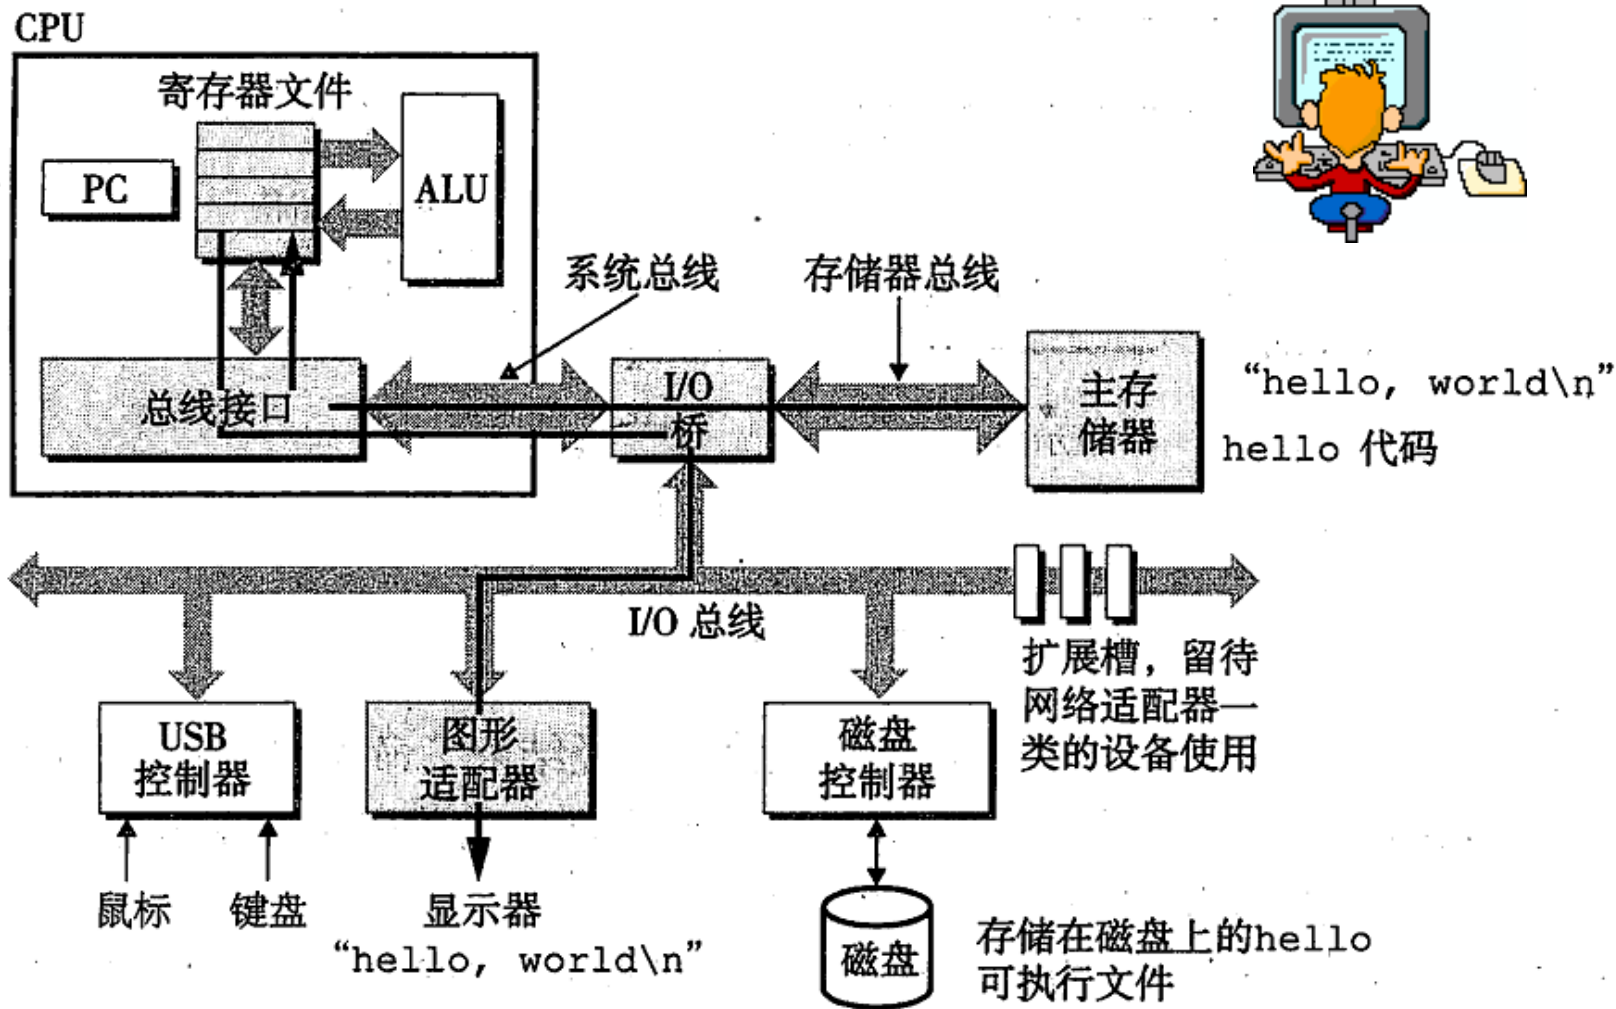 CPU
寄存器文件
PC
ALU
系统总线
存储器总线
总线接口
I/O
桥
主存
储器
“hello, world\n”
hello 代码
I/O 总线
扩展槽，留待
网络适配器一
类的设备使用
USB
控制器
图形
适配器
磁盘
控制器
鼠标
键盘
显示器
“hello, world\n”
磁盘
存储在磁盘上的hello
可执行文件